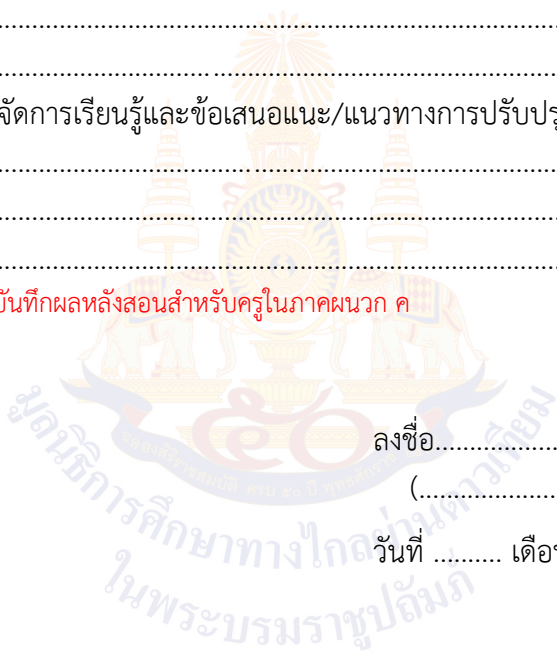 ................................................................................
................................ ................................................
จัดการเรียนรู้และข้อเสนอแนะ/แนวทางการปรับปรุ
................................................................................
................................................................................
................................................................................
บันทึกผลหลังสอนสำหรับครูในภาคผนวก ค
ลงชื่อ...................
(.....................
วันที่ .......... เดือ
มูลนิธิการศึกษาทางไกลผ่านดาวเทียม
ในพระบรมราชูปถัมภ์